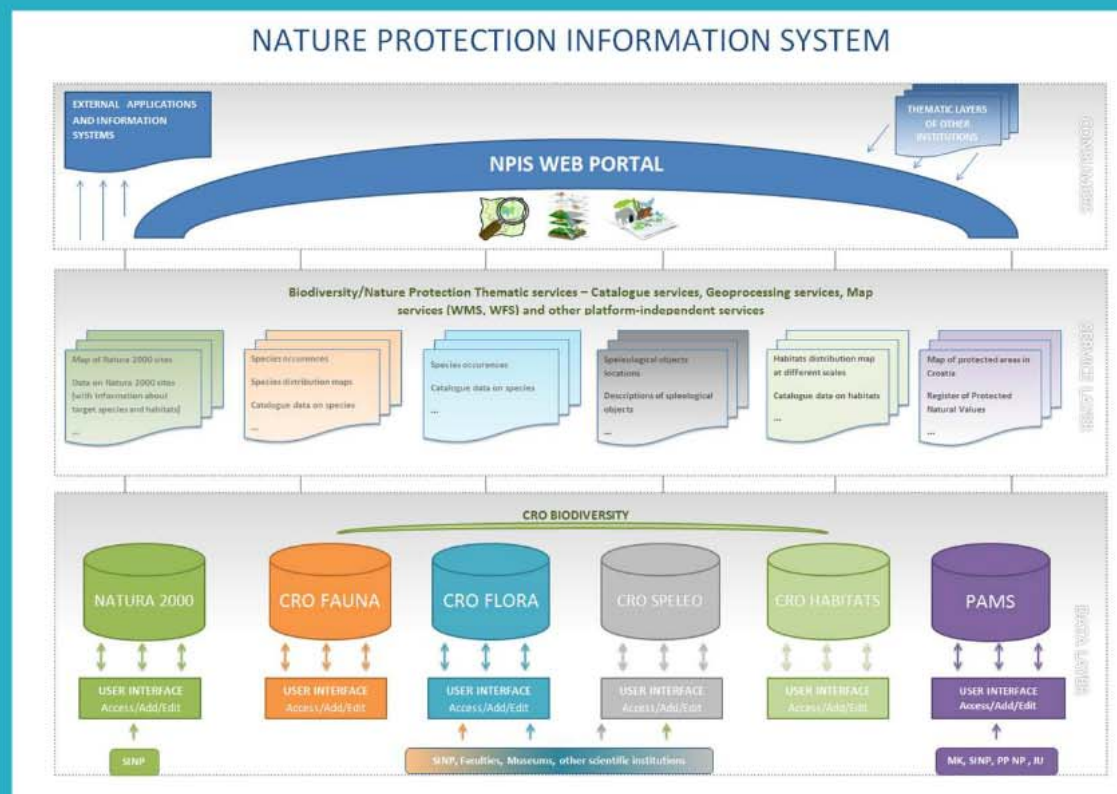 NATURE PROTECTION INFORMATION SYSTEM
EXTERNAL APPLICATIONS
AND INFORMATION
SYSTEMS
THEMATIC LAYERS
OF OTHER
INSTITUTIONS
NPIS WEB PORTAL
CONSUMERS
Biodiversity/Nature Protection Thematic services – Catalogue services, Geoprocessing services, Map
services (WMS, WFS) and other platform-independent services
Map of Natura 2000 sites
Data on Natura 2000 sites
(with information about
target species and habitats)
...
Species occurences
Species distribution maps
Catalogue data on species
...
Species occurences
Catalogue data on species
...
Speleological objects
locations
Descriptions of spleological
objects
...
Habitats distribution map
at different scales
Catalogue data on habitats
...
Map of protected areas in
Croatia
Register of Protected
Natural Values
...
SERVICE LAYER
CRO BIODIVERSITY
NATURA 2000
CRO FAUNA
CRO FLORA
CRO SPELEO
CRO HABITATS
PAMS
DATA LAYER
USER INTERFACE
Access/Add/Edit
USER INTERFACE
Access/Add/Edit
USER INTERFACE
Access/Add/Edit
USER INTERFACE
Access/Add/Edit
USER INTERFACE
Access/Add/Edit
USER INTERFACE
Access/Add/Edit
SINP
SINP, Faculties, Museums, other scientific institutions
MK, SINP, PP NP , JU